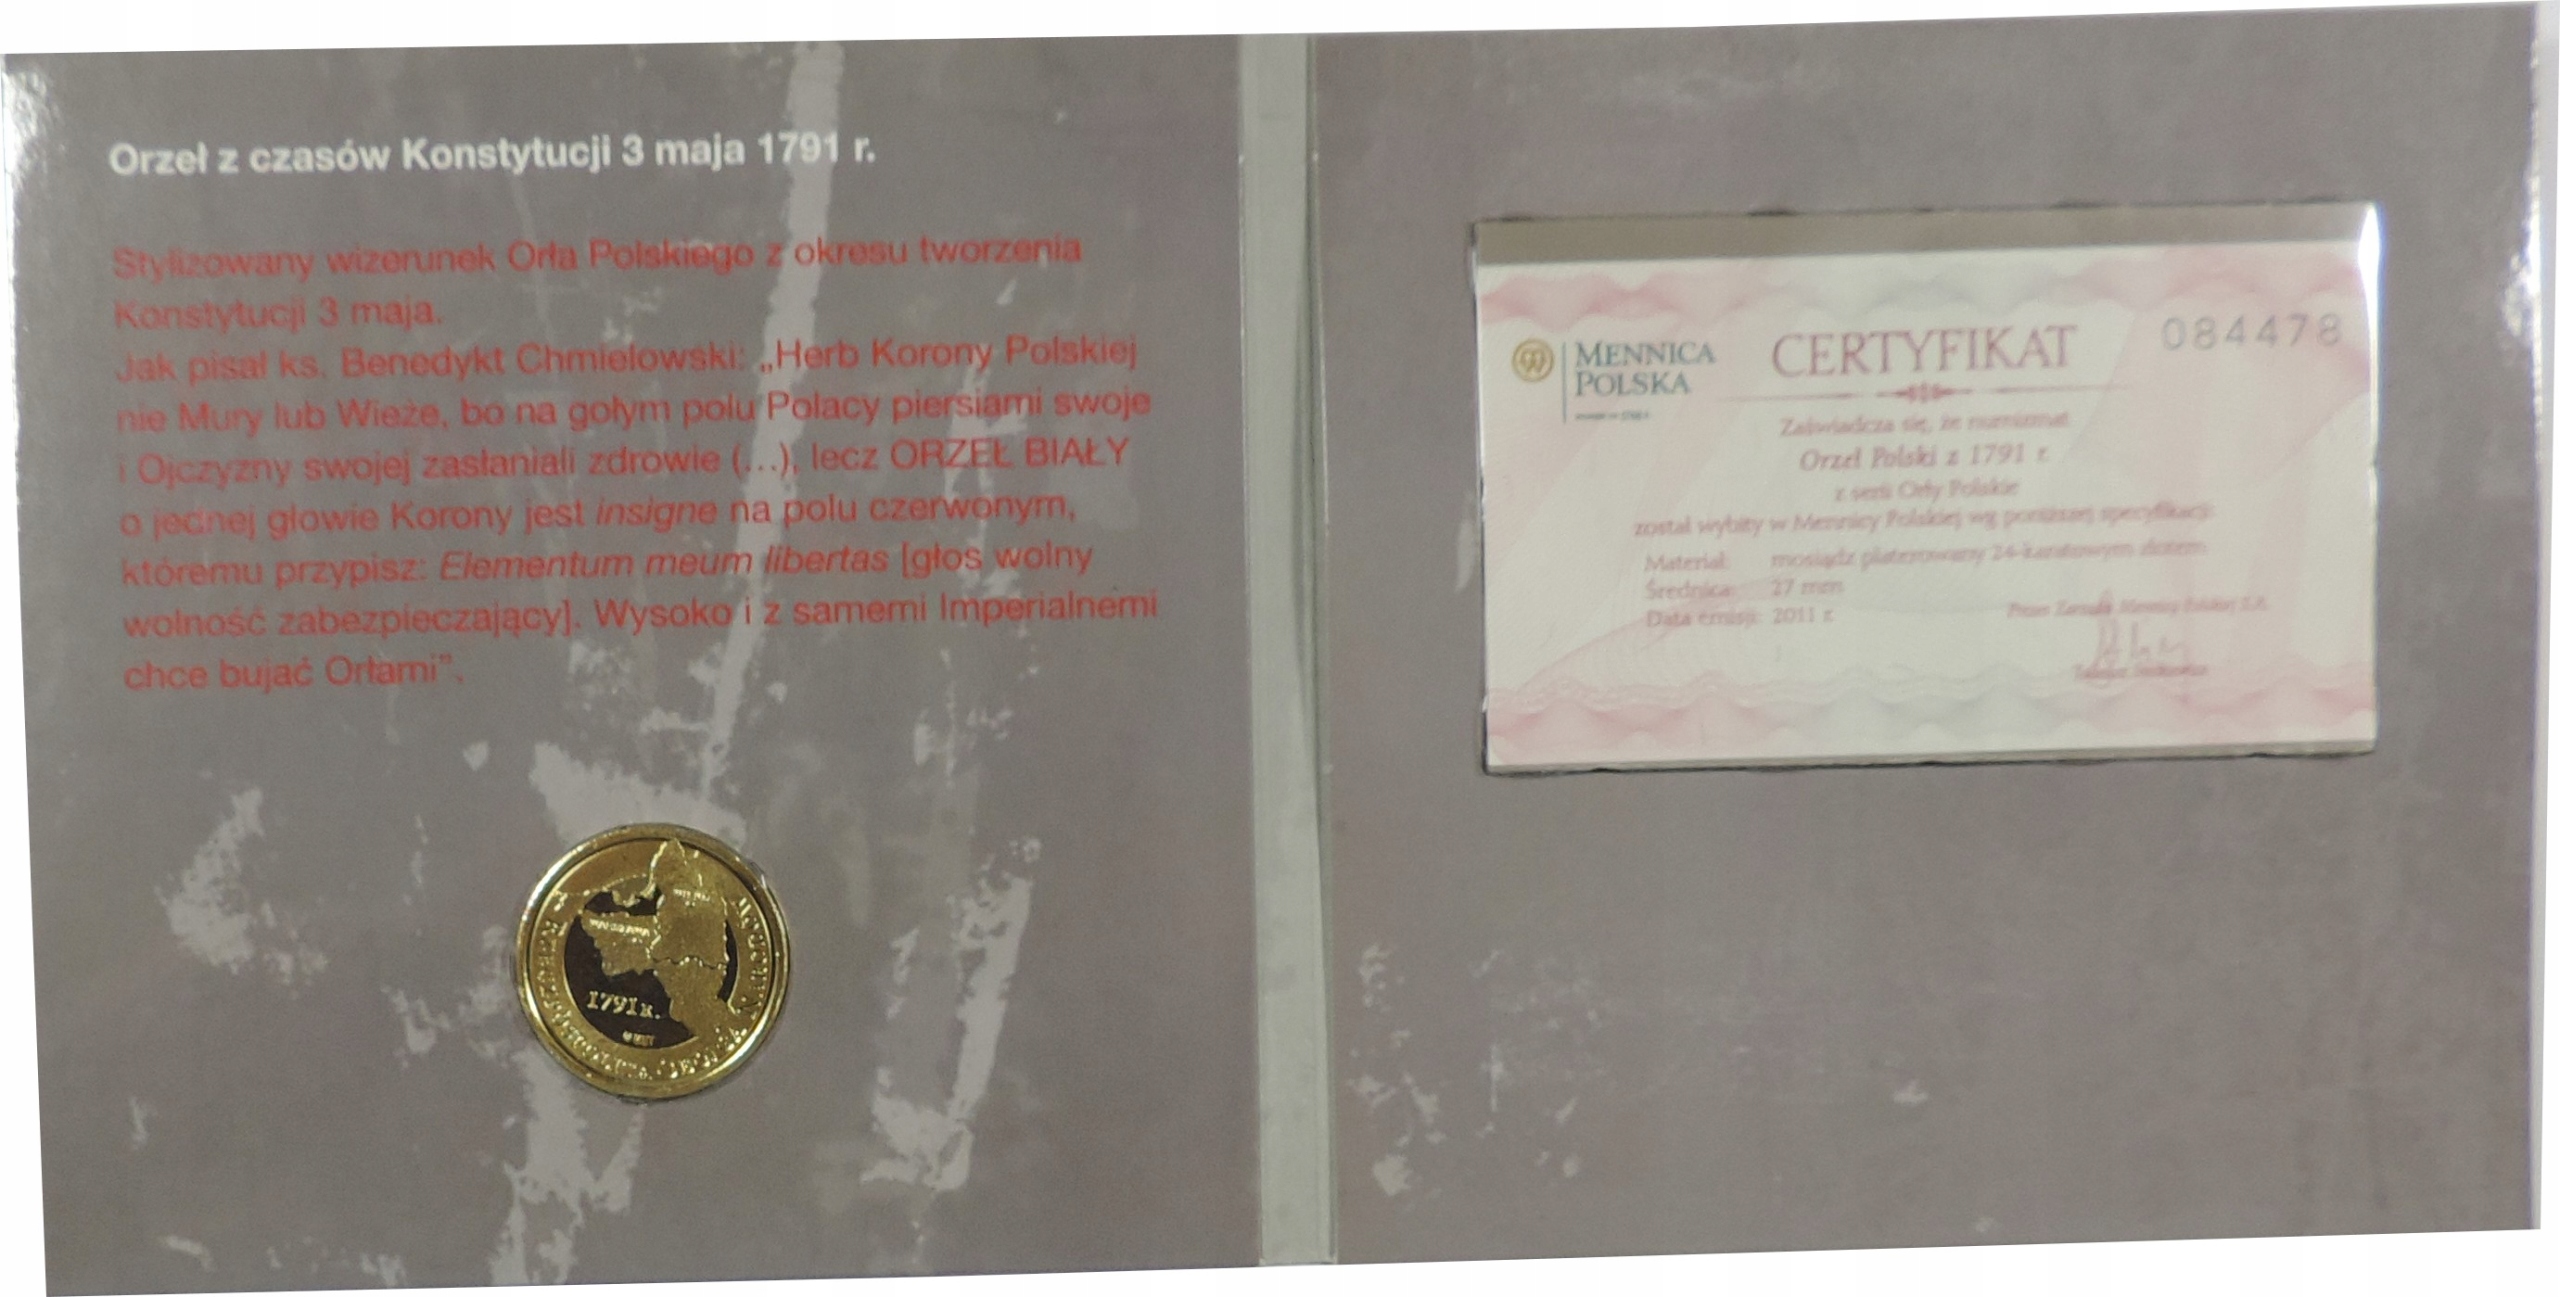 Orzeł z czasów Konstytucji 3 maja 1791 r.
Stylizowany wizerunek Orła Polskiego z okresu tworzenia
Konstytucji 3 maja.
Jak pisał ks. Benedykt Chmielowski: „Herb Korony Polskiej
nie Mury lub Wieże, bo na gołym polu Polacy piersiami swoje
i Ojczyzny swojej zasłaniali zdrowie (...), lecz ORZEŁ BIAŁY
o jednej głowie Korony jest insigne na polu czerwonym,
któremu przypisz: Elementum meum libertas [głos wolny
wolność zabezpieczający]. Wysoko i z samemi Imperialnemi
chce bujać Orłami".
1791 R.
MENNICA
POLSKA
CERTYFIKAT
084478
Zaświadcza się, że numizmat
Orzeł Polski z 1791 r.
z serii Orły Polskie
został wybity w Mennicy Polskiej wg poniższej specyfikacji:
Materiał: mosiądz platerowany 24-karatowym złotem
Średnica: 27 mm
Data emisji: 2011 r.
Prezes Zarządu Mennicy Polskiej S.A.